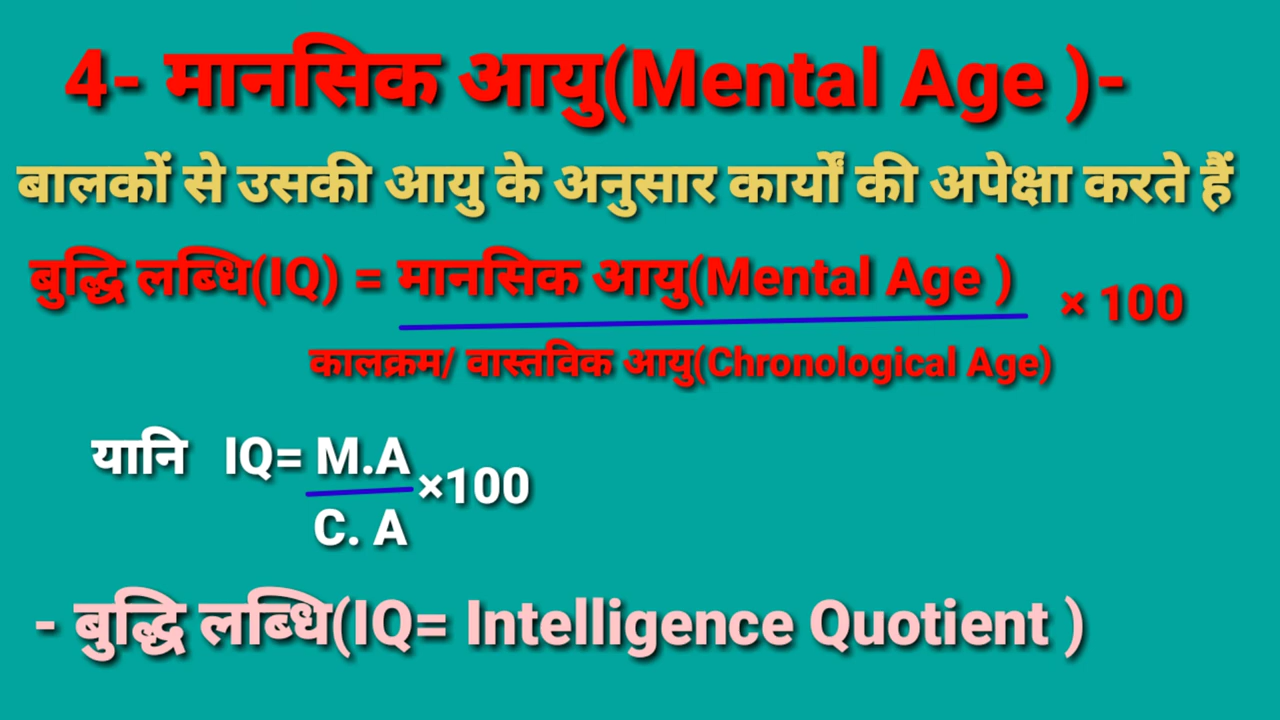 4- मानसिक आयु(Mental Age )-
बालकों से उसकी आयु के अनुसार कार्यों की अपेक्षा करते हैं
बुद्धि लब्धि(IQ) = मानसिक आयु(Mental Age ) × 100
कालक्रम/ वास्तविक आयु(Chronological Age)
यानि IQ= M.A ×100
C. A
- बुद्धि लब्धि(IQ= Intelligence Quotient )